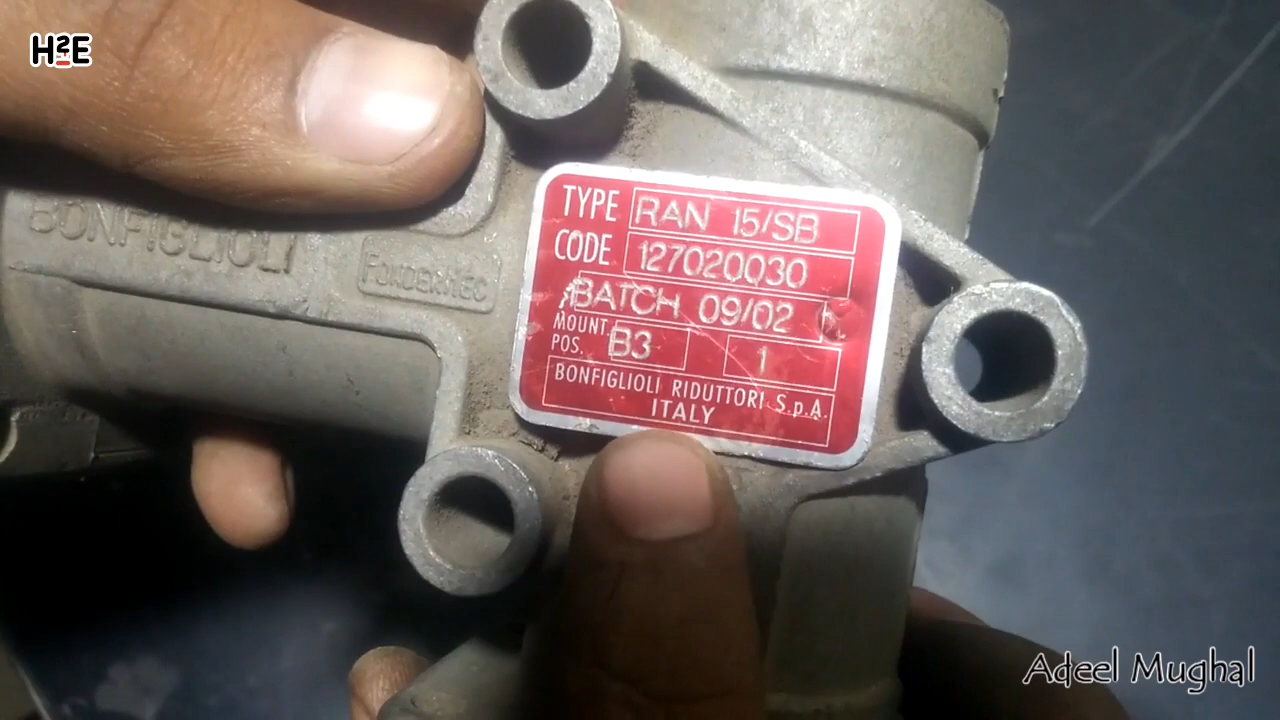 H2E
BONFIGLIOLI
FONDERMEC
TYPE RAN 15/SB
CODE 127020030
BATCH 09/02
MOUNT. POS. B3 1
BONFIGLIOLI RIDUTTORI S.p.A.
ITALY
Adeel Mughal